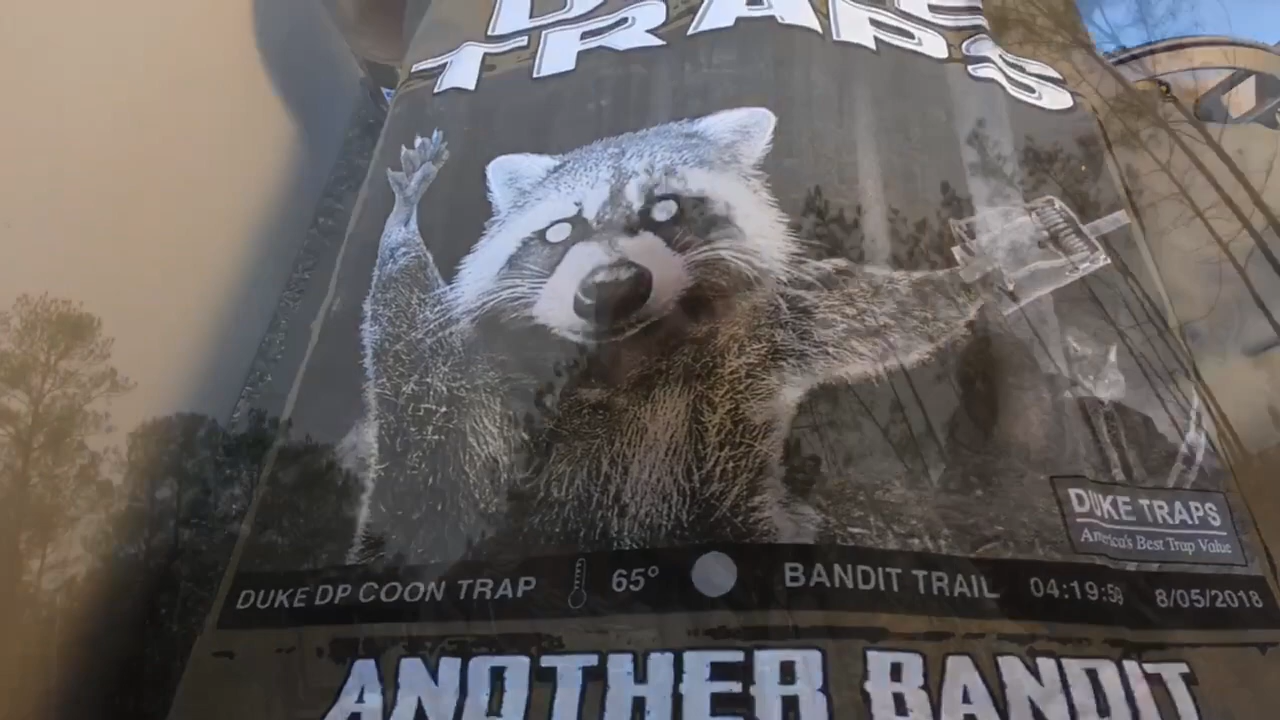 TRAPS
DUKE TRAPS
America's Best Trap Value
DUKE DP COON TRAP 65° BANDIT TRAIL 04:19:59 8/05/2018
ANOTHER BANDIT